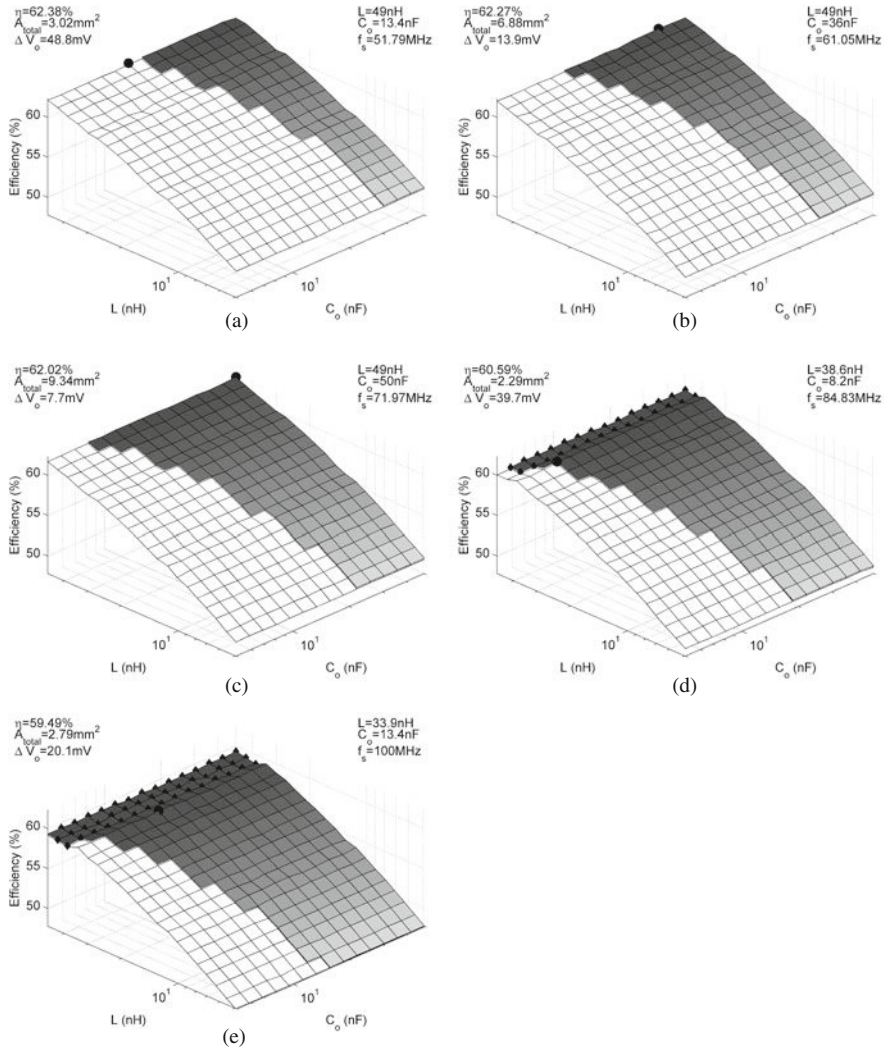 η=62.38%
A_total=3.02mm²
Δ V_o=48.8mV
L=49nH
C_o=13.4nF
f_s=51.79MHz
60
55
50
Efficiency (%)
10¹
10¹
L (nH)
C_o (nF)
(a)
η=62.27%
A_total=6.88mm²
Δ V_o=13.9mV
L=49nH
C_o=36nF
f_s=61.05MHz
60
55
50
Efficiency (%)
10¹
10¹
L (nH)
C_o (nF)
(b)
η=62.02%
A_total=9.34mm²
Δ V_o=7.7mV
L=49nH
C_o=50nF
f_s=71.97MHz
60
55
50
Efficiency (%)
10¹
10¹
L (nH)
C_o (nF)
(c)
η=60.59%
A_total=2.29mm²
Δ V_o=39.7mV
L=38.6nH
C_o=8.2nF
f_s=84.83MHz
60
55
50
Efficiency (%)
10¹
10¹
L (nH)
C_o (nF)
(d)
η=59.49%
A_total=2.79mm²
Δ V_o=20.1mV
L=33.9nH
C_o=13.4nF
f_s=100MHz
60
55
50
Efficiency (%)
10¹
10¹
L (nH)
C_o (nF)
(e)